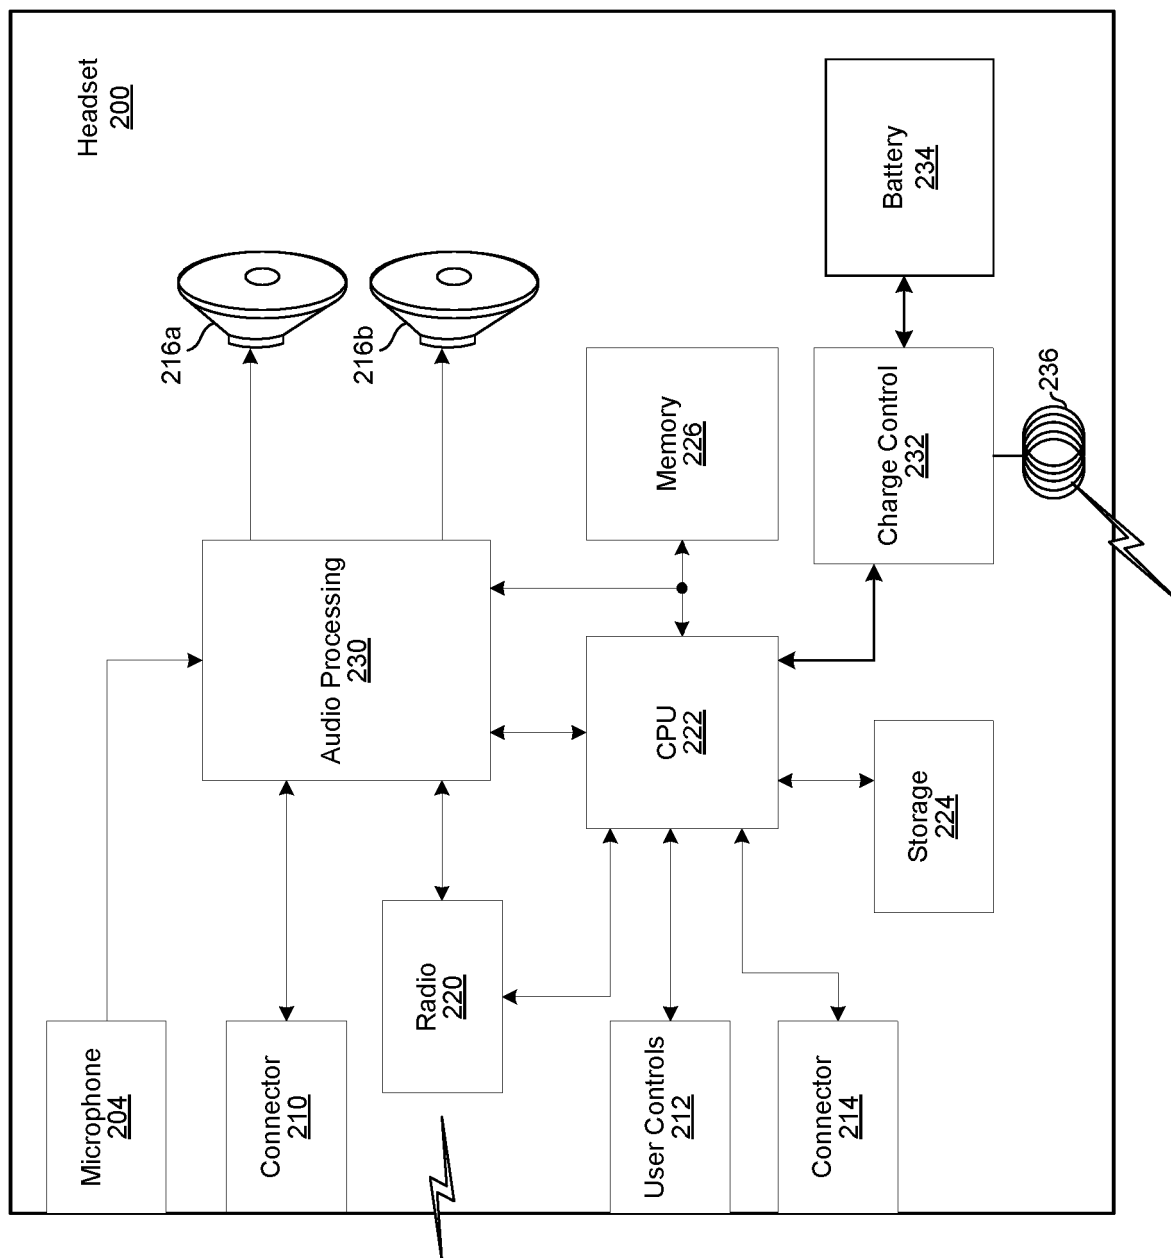 Headset
200
Microphone
204
Connector
210
Radio
220
User Controls
212
Connector
214
Audio Processing
230
216a
216b
CPU
222
Memory
226
Storage
224
Charge Control
232
Battery
234
236